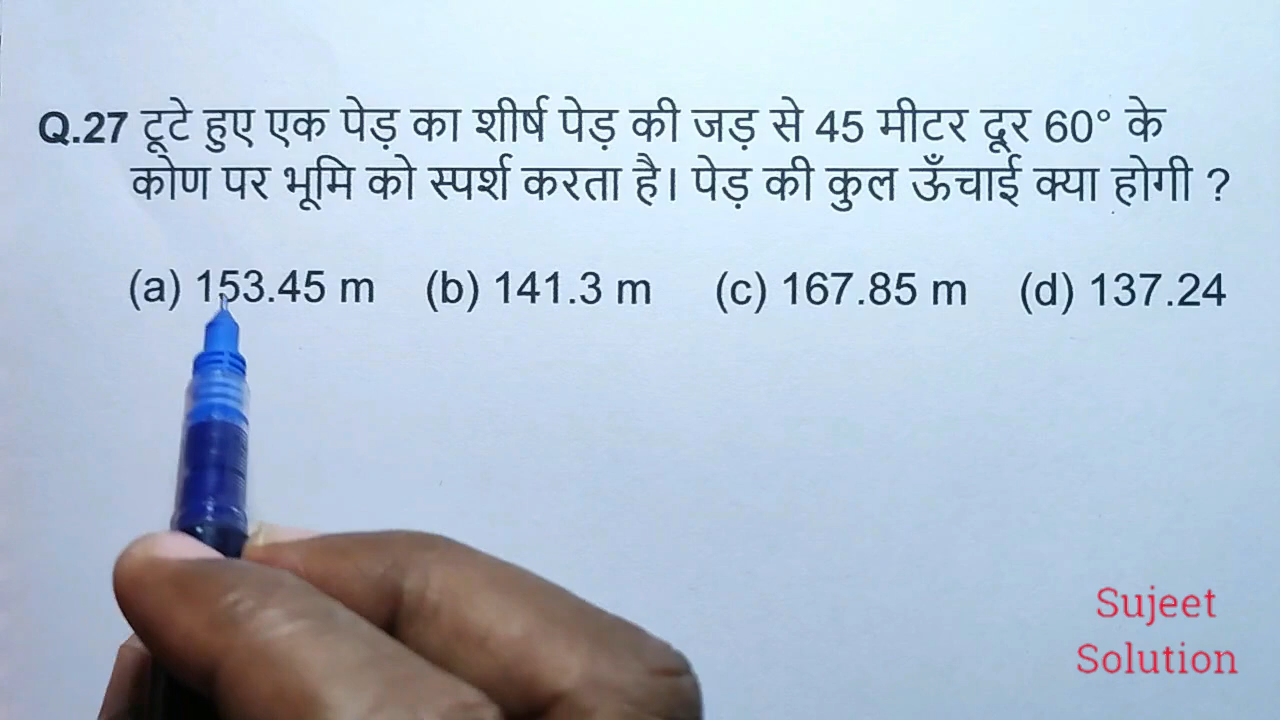 Q.27 टूटे हुए एक पेड़ का शीर्ष पेड़ की जड़ से 45 मीटर दूर 60° के
कोण पर भूमि को स्पर्श करता है। पेड़ की कुल ऊँचाई क्या होगी ?
(a) 153.45 m (b) 141.3 m (c) 167.85 m (d) 137.24
Sujeet
Solution